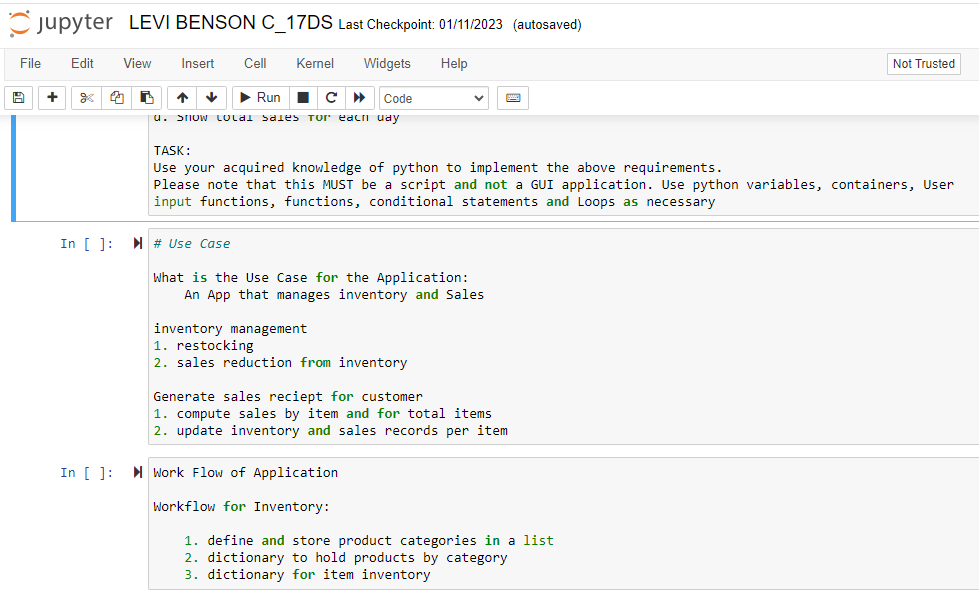 jupyter LEVI BENSON C_17DS Last Checkpoint: 01/11/2023 (autosaved)
File Edit View Insert Cell Kernel Widgets Help Not Trusted
Run Code
d. Show total sales for each day
TASK:
Use your acquired knowledge of python to implement the above requirements.
Please note that this MUST be a script and not a GUI application. Use python variables, containers, User
input functions, functions, conditional statements and Loops as necessary
In [ ]: # Use Case
What is the Use Case for the Application:
An App that manages inventory and Sales
inventory management
1. restocking
2. sales reduction from inventory
Generate sales reciept for customer
1. compute sales by item and for total items
2. update inventory and sales records per item
In [ ]: Work Flow of Application
Workflow for Inventory:
1. define and store product categories in a list
2. dictionary to hold products by category
3. dictionary for item inventory